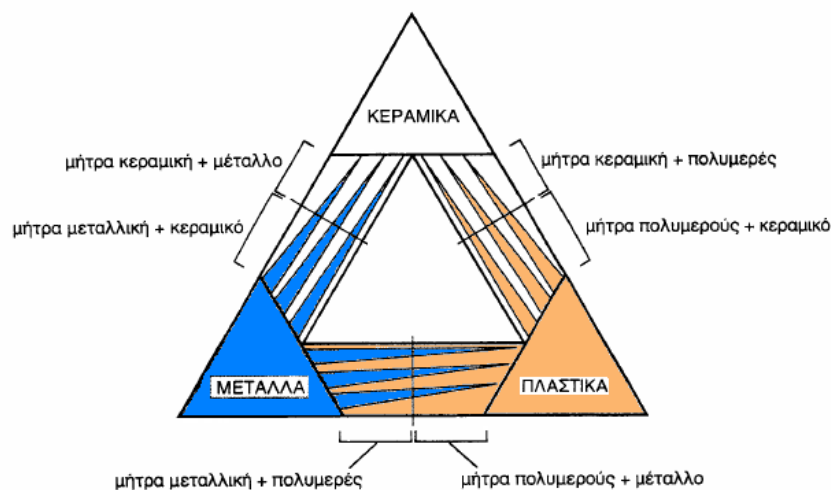 ΚΕΡΑΜΙΚΑ
μήτρα κεραμική + μέταλλο
μήτρα κεραμική + πολυμερές
μήτρα μεταλλική + κεραμικό
μήτρα πολυμερούς + κεραμικό
ΜΕΤΑΛΛΑ
ΠΛΑΣΤΙΚΑ
μήτρα μεταλλική + πολυμερές
μήτρα πολυμερούς + μέταλλο